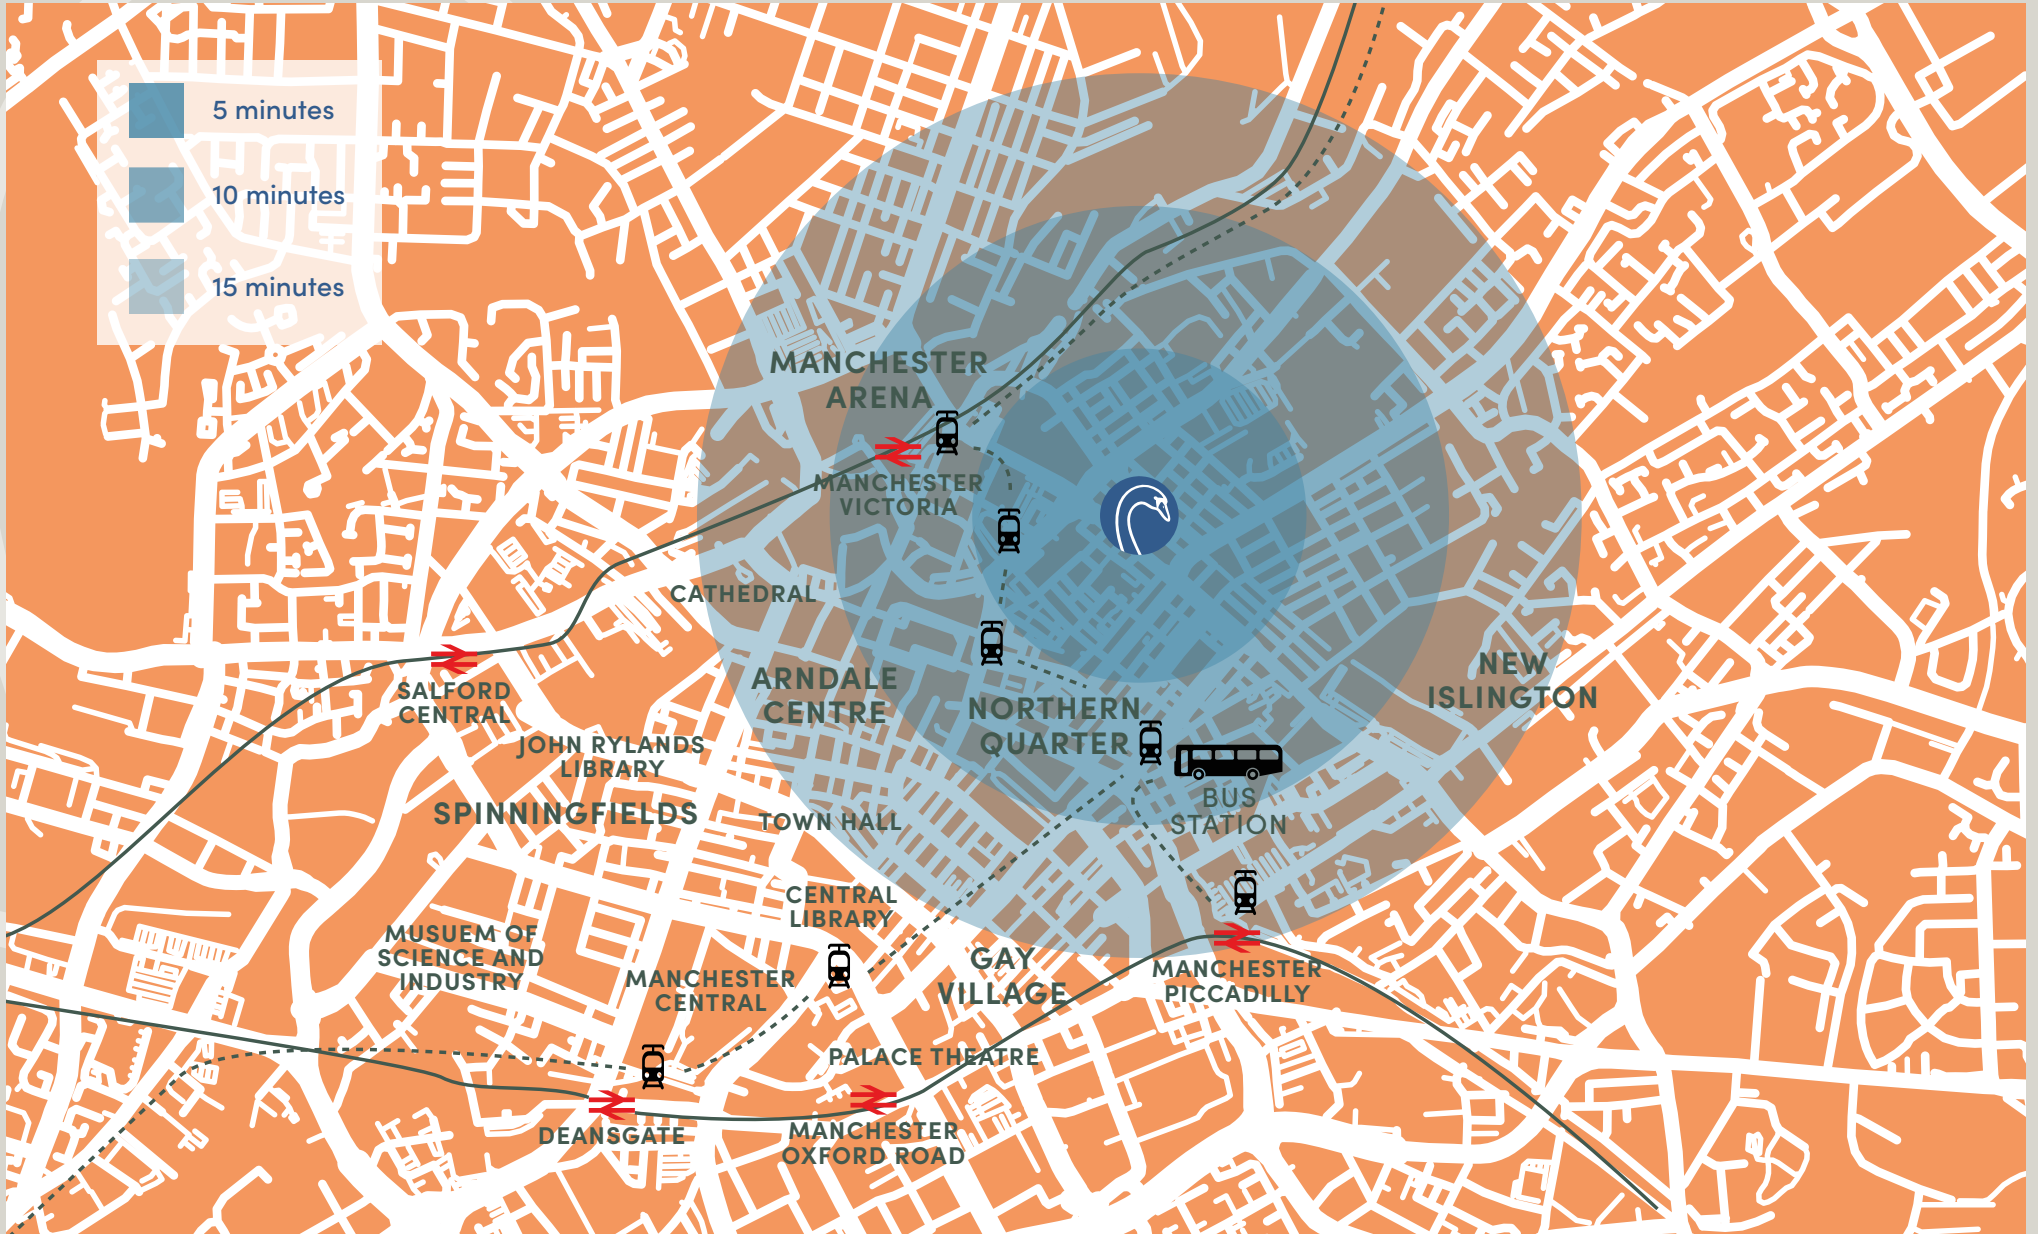 5 minutes
10 minutes
15 minutes
MANCHESTER
ARENA
MANCHESTER
VICTORIA
CATHEDRAL
SALFORD
CENTRAL
ARNDALE
CENTRE
NORTHERN
QUARTER
NEW
ISLINGTON
JOHN RYLANDS
LIBRARY
SPINNINGFIELDS
TOWN HALL
BUS
STATION
CENTRAL
LIBRARY
MUSUEM OF
SCIENCE AND
INDUSTRY
MANCHESTER
CENTRAL
GAY
VILLAGE
MANCHESTER
PICCADILLY
PALACE THEATRE
DEANSGATE
MANCHESTER
OXFORD ROAD